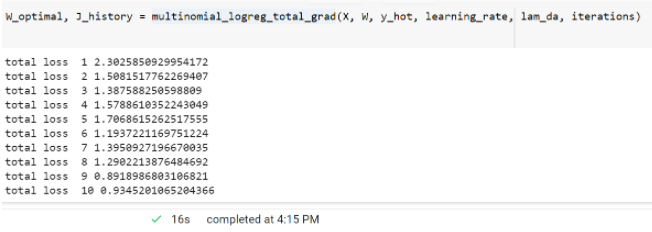 W_optimal, J_history = multinomial_logreg_total_grad(X, W, y_hot, learning_rate, lam_da, iterations)
total loss  1 2.3025850929954172
total loss  2 1.5081517762269407
total loss  3 1.387588250598809
total loss  4 1.5788610352243049
total loss  5 1.7068615262517555
total loss  6 1.1937221169751224
total loss  7 1.3950927196670035
total loss  8 1.2902213876484692
total loss  9 0.8918986803106821
total loss  10 0.9345201065204366
✓ 16s completed at 4:15 PM